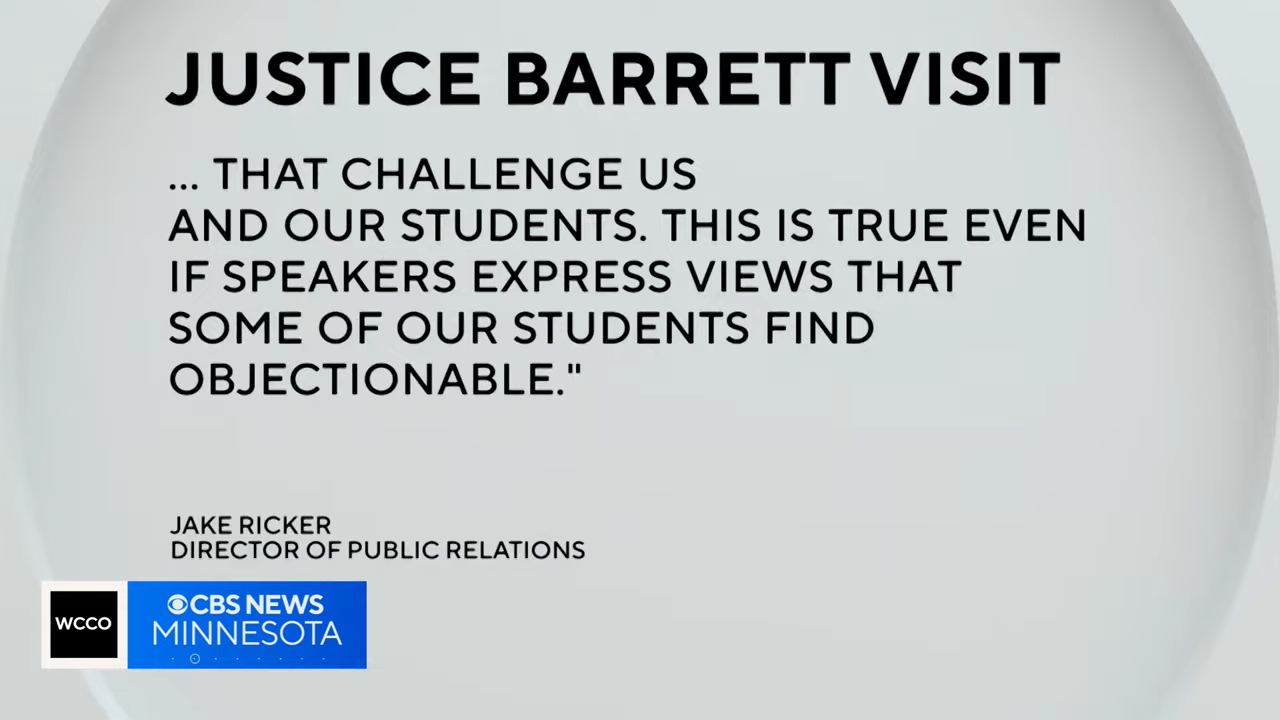 JUSTICE BARRETT VISIT
... THAT CHALLENGE US
AND OUR STUDENTS. THIS IS TRUE EVEN
IF SPEAKERS EXPRESS VIEWS THAT
SOME OF OUR STUDENTS FIND
OBJECTIONABLE."
JAKE RICKER
DIRECTOR OF PUBLIC RELATIONS
WCCO
CBS NEWS
MINNESOTA